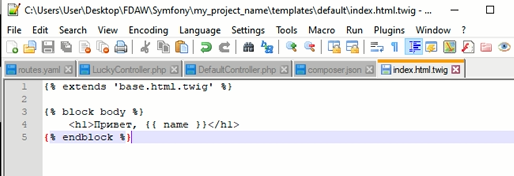 C:\Users\User\Desktop\FDAW\Symfony\my_project_name\templates\default\index.html.twig
File Edit Search View Encoding Language Settings Tools Macro Run Plugins Window ?
routes.yaml LuckyController.php DefaultController.php composer.json index.html.twig
1 {% extends 'base.html.twig' %}
2
3 {% block body %}
4 <h1>Привет, {{ name }}</h1>
5 {% endblock %}